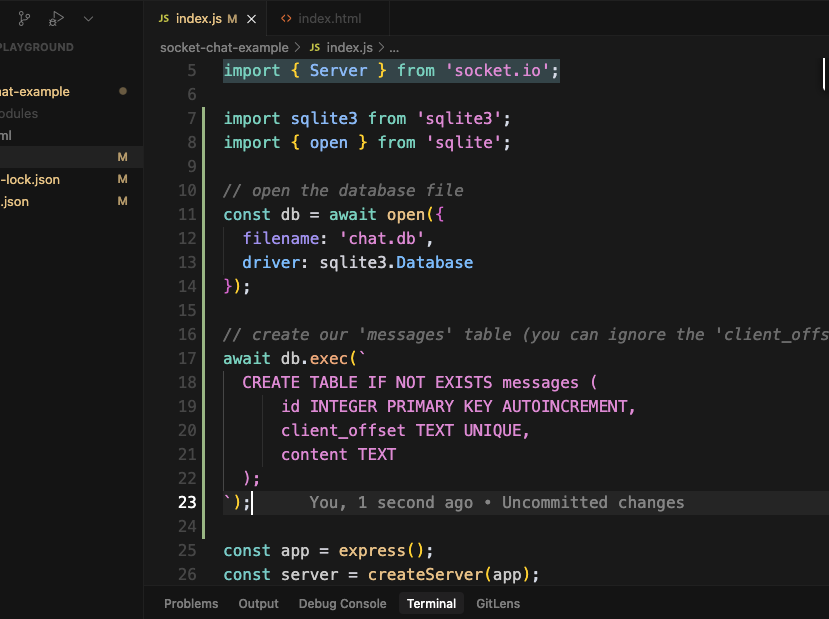 JS index.js M ×
<> index.html
PLAYGROUND
socket-chat-example > JS index.js > ...
at-example
odules
ml
M
-lock.json M
.json M
5 import { Server } from 'socket.io';
6
7 import sqlite3 from 'sqlite3';
8 import { open } from 'sqlite';
9
10 // open the database file
11 const db = await open({
12 filename: 'chat.db',
13 driver: sqlite3.Database
14 });
15
16 // create our 'messages' table (you can ignore the 'client_offs
17 await db.exec(`
18 CREATE TABLE IF NOT EXISTS messages (
19 id INTEGER PRIMARY KEY AUTOINCREMENT,
20 client_offset TEXT UNIQUE,
21 content TEXT
22 );
23 `); You, 1 second ago • Uncommitted changes
24
25 const app = express();
26 const server = createServer(app);
Problems Output Debug Console Terminal GitLens